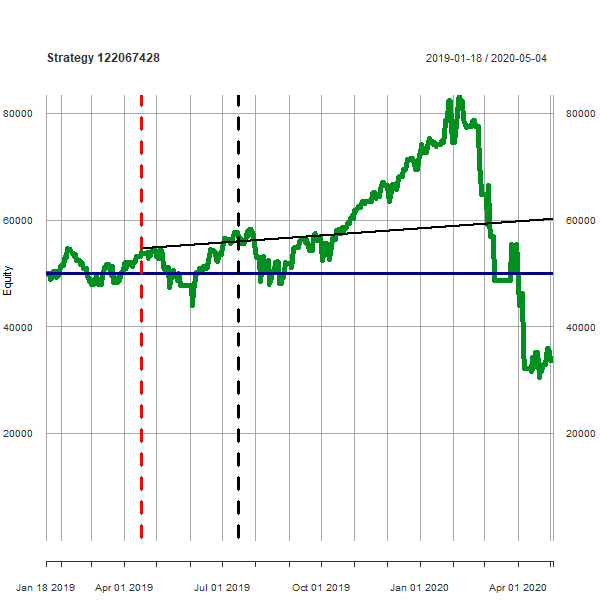 Strategy 122067428
2019-01-18 / 2020-05-04
80000 80000
60000 60000
Equity
40000 40000
20000 20000
Jan 18 2019 Apr 01 2019 Jul 01 2019 Oct 01 2019 Jan 01 2020 Apr 01 2020